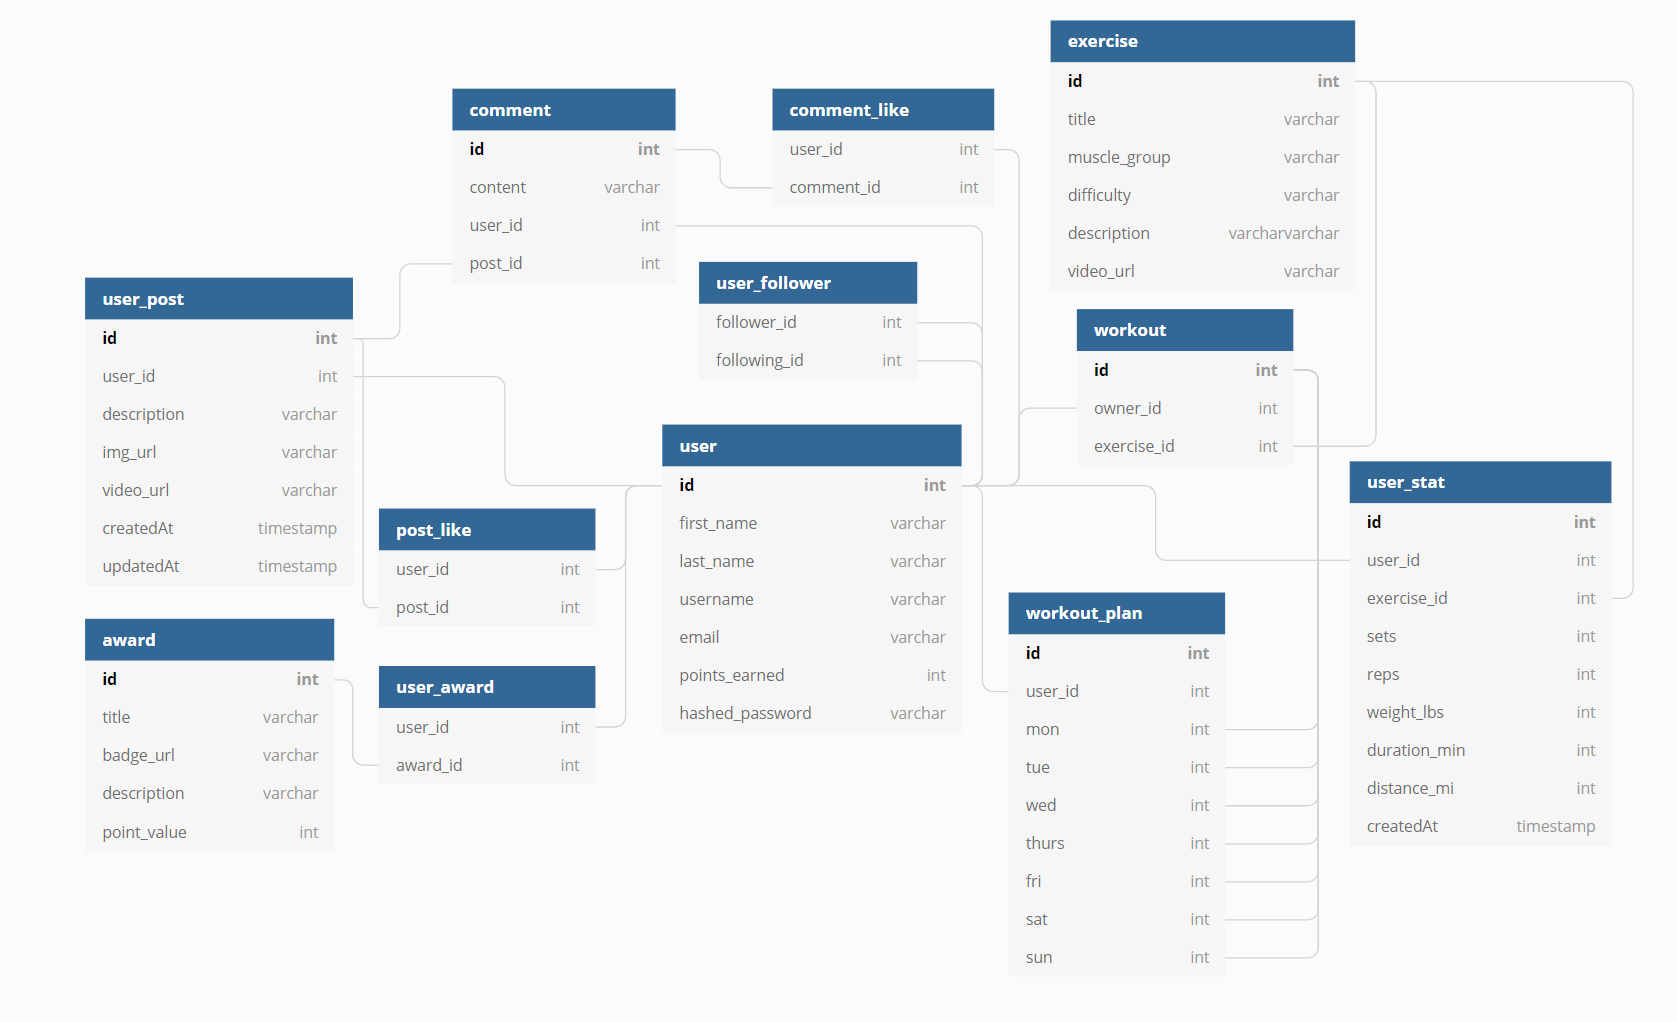 exercise
id int
title varchar
muscle_group varchar
difficulty varchar
description varcharvarchar
video_url varchar
comment
id int
content varchar
user_id int
post_id int
comment_like
user_id int
comment_id int
user_follower
follower_id int
following_id int
user_post
id int
user_id int
description varchar
img_url varchar
video_url varchar
createdAt timestamp
updatedAt timestamp
workout
id int
owner_id int
exercise_id int
user
id int
first_name varchar
last_name varchar
username varchar
email varchar
points_earned int
hashed_password varchar
user_stat
id int
user_id int
exercise_id int
sets int
reps int
weight_lbs int
duration_min int
distance_mi int
createdAt timestamp
post_like
user_id int
post_id int
workout_plan
id int
user_id int
mon int
tue int
wed int
thurs int
fri int
sat int
sun int
award
id int
title varchar
badge_url varchar
description varchar
point_value int
user_award
user_id int
award_id int